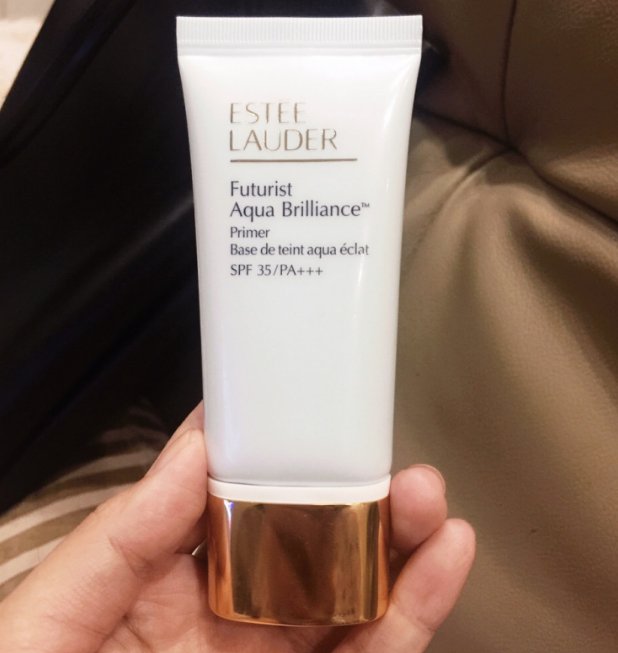 ESTEE
LAUDER
Futurist
Aqua Brilliance™
Primer
Base de teint aqua éclat
SPF 35/PA+++